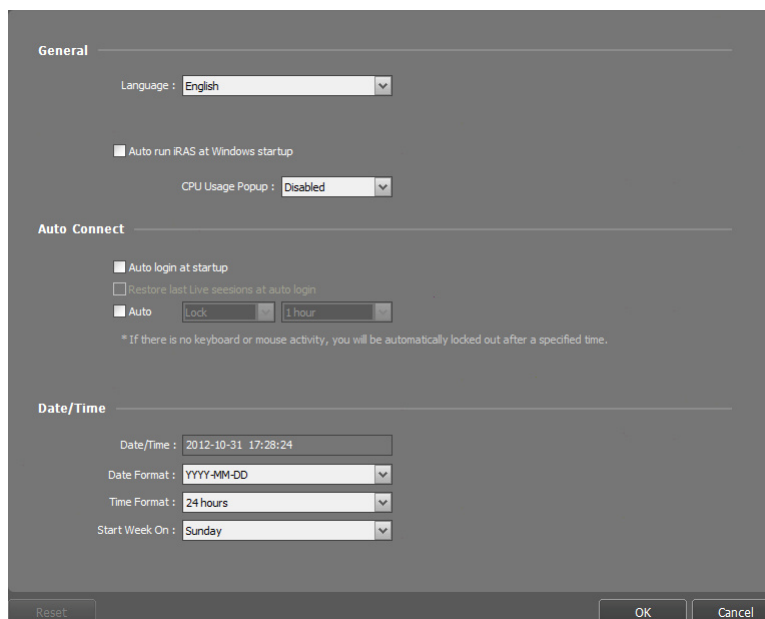 General
Language : English
Auto run iRAS at Windows startup
CPU Usage Popup : Disabled
Auto Connect
Auto login at startup
Restore last Live seesions at auto login
Auto Lock 1 hour
* If there is no keyboard or mouse activity, you will be automatically locked out after a specified time.
Date/Time
Date/Time : 2012-10-31 17:28:24
Date Format : YYYY-MM-DD
Time Format : 24 hours
Start Week On : Sunday
Reset OK Cancel